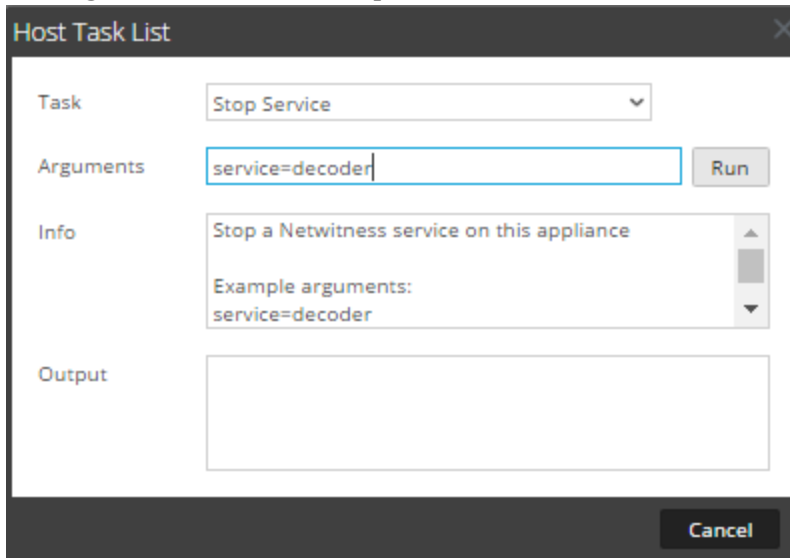 Host Task List
Task
Stop Service
Arguments
service=decoder
Run
Info
Stop a Netwitness service on this appliance
Example arguments:
service=decoder
Output
Cancel